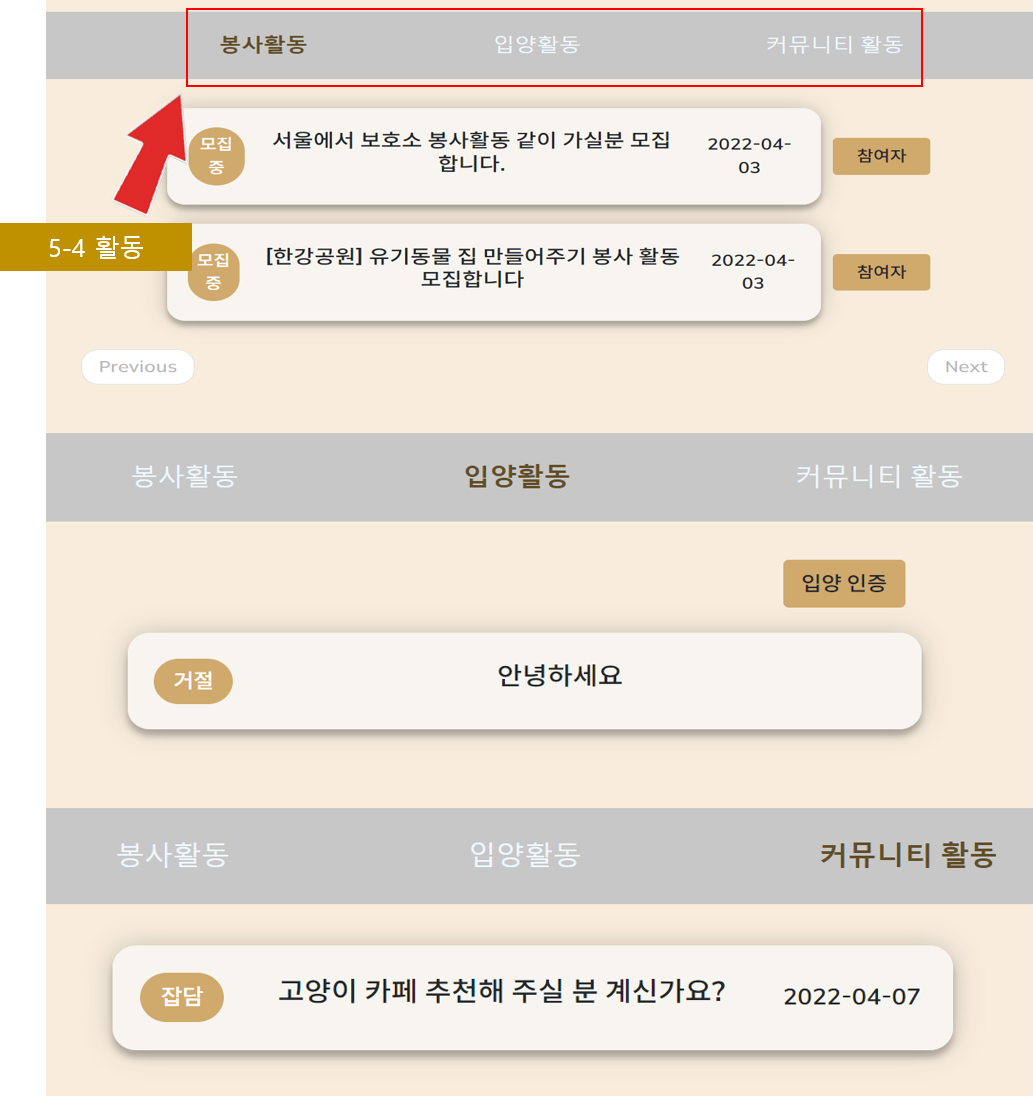 봉사활동 입양활동 커뮤니티 활동
모집
중
서울에서 보호소 봉사활동 같이 가실분 모집
합니다.
2022-04-
03
참여자
5-4 활동
모집
중
[한강공원] 유기동물 집 만들어주기 봉사 활동
모집합니다
2022-04-
03
참여자
Previous Next
봉사활동 입양활동 커뮤니티 활동
입양 인증
거절 안녕하세요
봉사활동 입양활동 커뮤니티 활동
잡담 고양이 카페 추천해 주실 분 계신가요? 2022-04-07